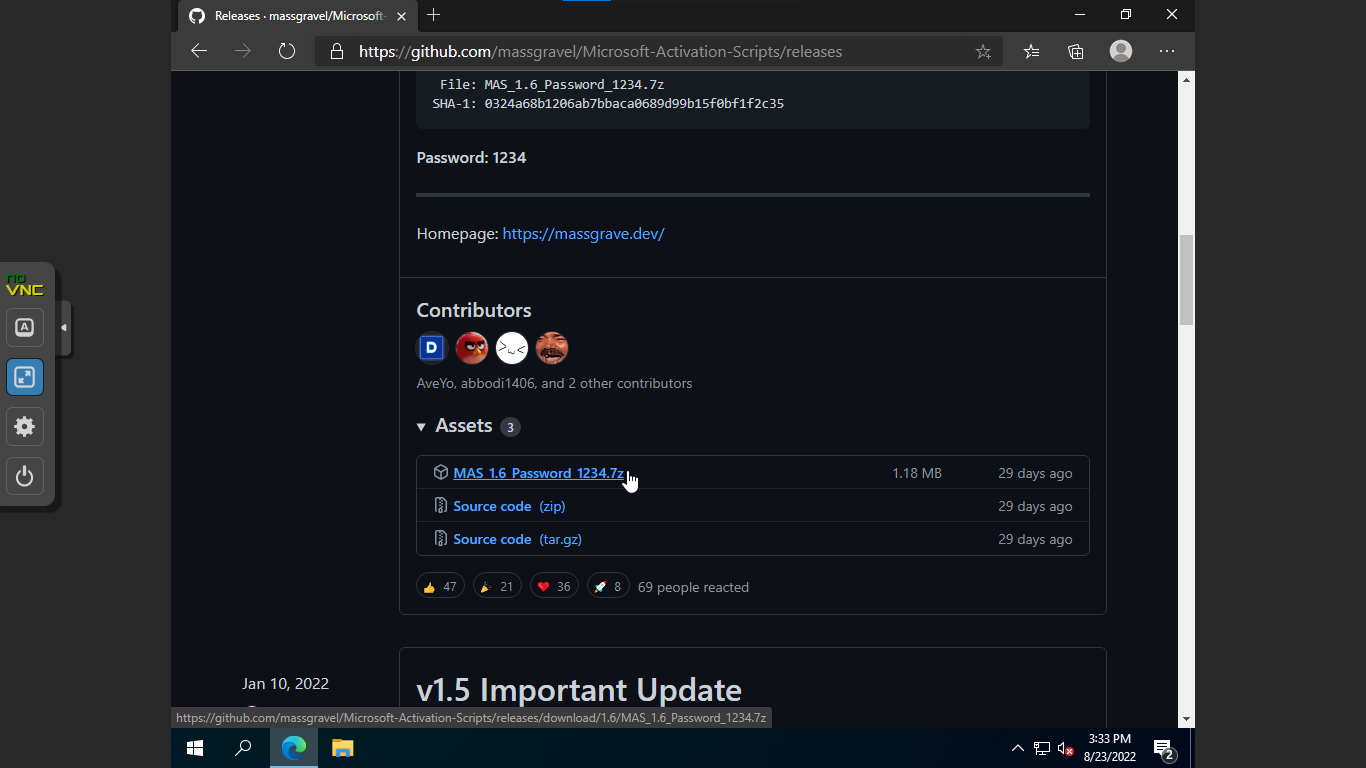 Releases · massgravel/Microsoft-
https://github.com/massgravel/Microsoft-Activation-Scripts/releases
File: MAS_1.6_Password_1234.7z
SHA-1: 0324a68b1206ab7bbaca0689d99b15f0bf1f2c35
Password: 1234
Homepage: https://massgrave.dev/
no
VNC
A
Contributors
D
AveYo, abbodi1406, and 2 other contributors
Assets 3
MAS_1.6_Password_1234.7z 1.18 MB 29 days ago
Source code (zip) 29 days ago
Source code (tar.gz) 29 days ago
47 21 36 8 69 people reacted
Jan 10, 2022
v1.5 Important Update
https://github.com/massgravel/Microsoft-Activation-Scripts/releases/download/1.6/MAS_1.6_Password_1234.7z
3:33 PM
8/23/2022
2